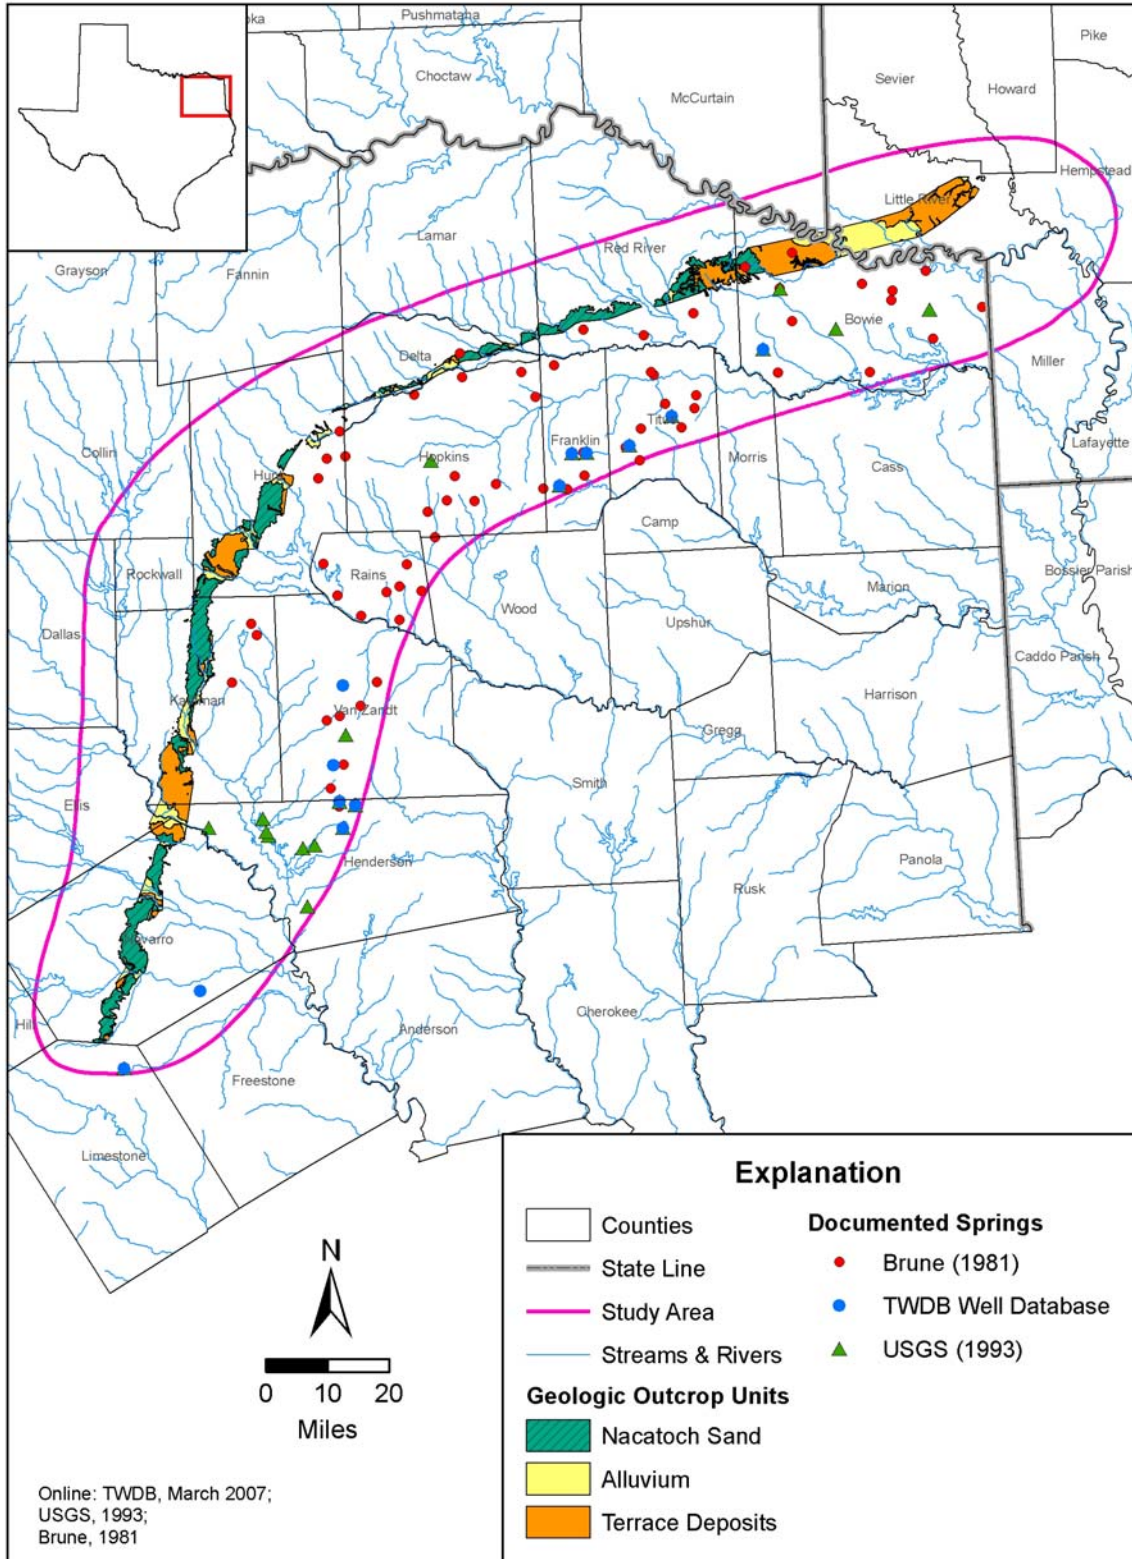 Pushmataha
Pike
Choctaw
Sevier
McCurtain
Howard
Hempstead
Little River
Lamar
Red River
Grayson
Fannin
Bowie
Delta
Miller
Titus
Franklin
Lafayette
Collin
Hopkins
Morris
Cass
Hunt
Camp
Rockwall
Rains
Bossier Parish
Marion
Wood
Upshur
Dallas
Caddo Parish
Harrison
Kaufman
Van Zandt
Gregg
Smith
Ellis
Panola
Henderson
Rusk
Navarro
Cherokee
Hill
Anderson
Freestone
Limestone
Explanation
Counties
State Line
Study Area
Streams & Rivers
Geologic Outcrop Units
Nacatoch Sand
Alluvium
Terrace Deposits
Documented Springs
Brune (1981)
TWDB Well Database
USGS (1993)
N
0 10 20
Miles
Online: TWDB, March 2007;
USGS, 1993;
Brune, 1981